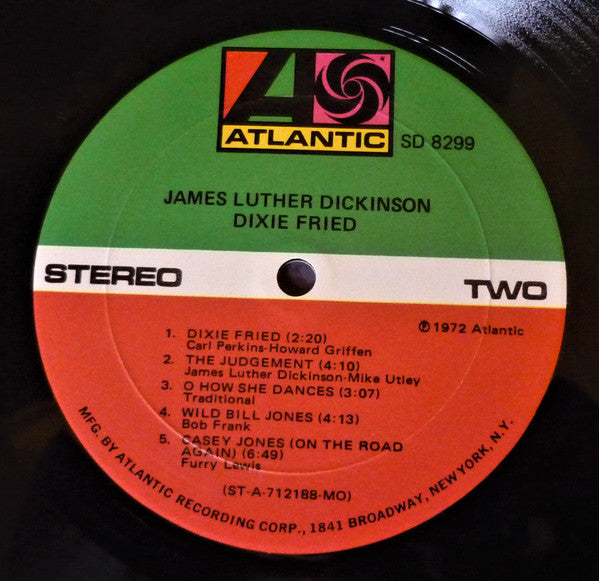 ATLANTIC
SD 8299
JAMES LUTHER DICKINSON
DIXIE FRIED
STEREO
TWO
℗ 1972 Atlantic
1. DIXIE FRIED (2:20)
Carl Perkins-Howard Griffen
2. THE JUDGEMENT (4:10)
James Luther Dickinson-Mike Utley
3. O HOW SHE DANCES (3:07)
Traditional
4. WILD BILL JONES (4:13)
Bob Frank
5. CASEY JONES (ON THE ROAD
AGAIN) (6:49)
Furry Lewis
(ST-A-712188-MO)
MFG. BY ATLANTIC RECORDING CORP., 1841 BROADWAY, NEW YORK, N.Y.